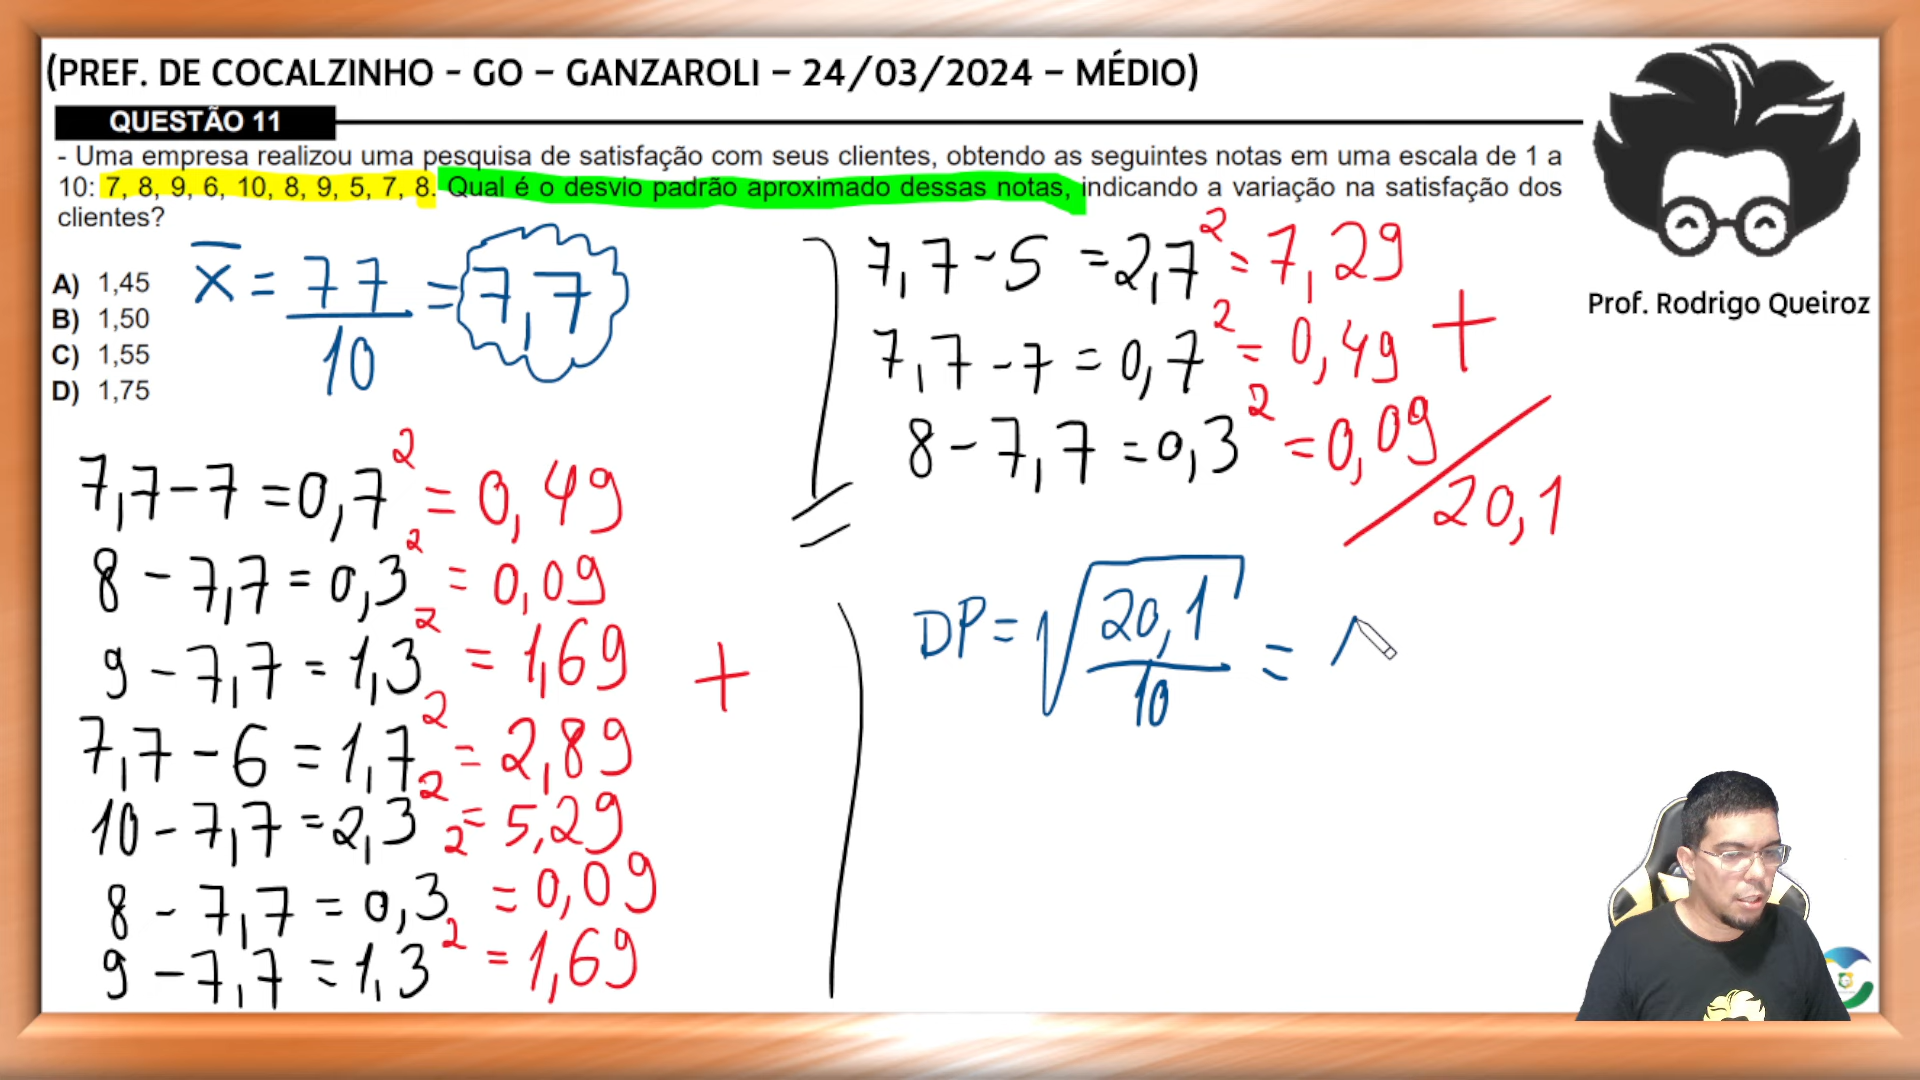 (PREF. DE COCALZINHO - GO – GANZAROLI – 24/03/2024 – MÉDIO)
QUESTÃO 11
- Uma empresa realizou uma pesquisa de satisfação com seus clientes, obtendo as seguintes notas em uma escala de 1 a
10: 7, 8, 9, 6, 10, 8, 9, 5, 7, 8. Qual é o desvio padrão aproximado dessas notas, indicando a variação na satisfação dos
clientes?
A) 1,45
B) 1,50
C) 1,55
D) 1,75
x̅ = 77/10 = 7,7
7,7 - 7 = 0,7² = 0,49
8 - 7,7 = 0,3² = 0,09
9 - 7,7 = 1,3² = 1,69
+
7,7 - 6 = 1,7² = 2,89
10 - 7,7 = 2,3² = 5,29
8 - 7,7 = 0,3² = 0,09
9 - 7,7 = 1,3² = 1,69
7,7 - 5 = 2,7² = 7,29
7,7 - 7 = 0,7² = 0,49
+
8 - 7,7 = 0,3² = 0,09
20,1
DP = √20,1/10 =
Prof. Rodrigo Queiroz